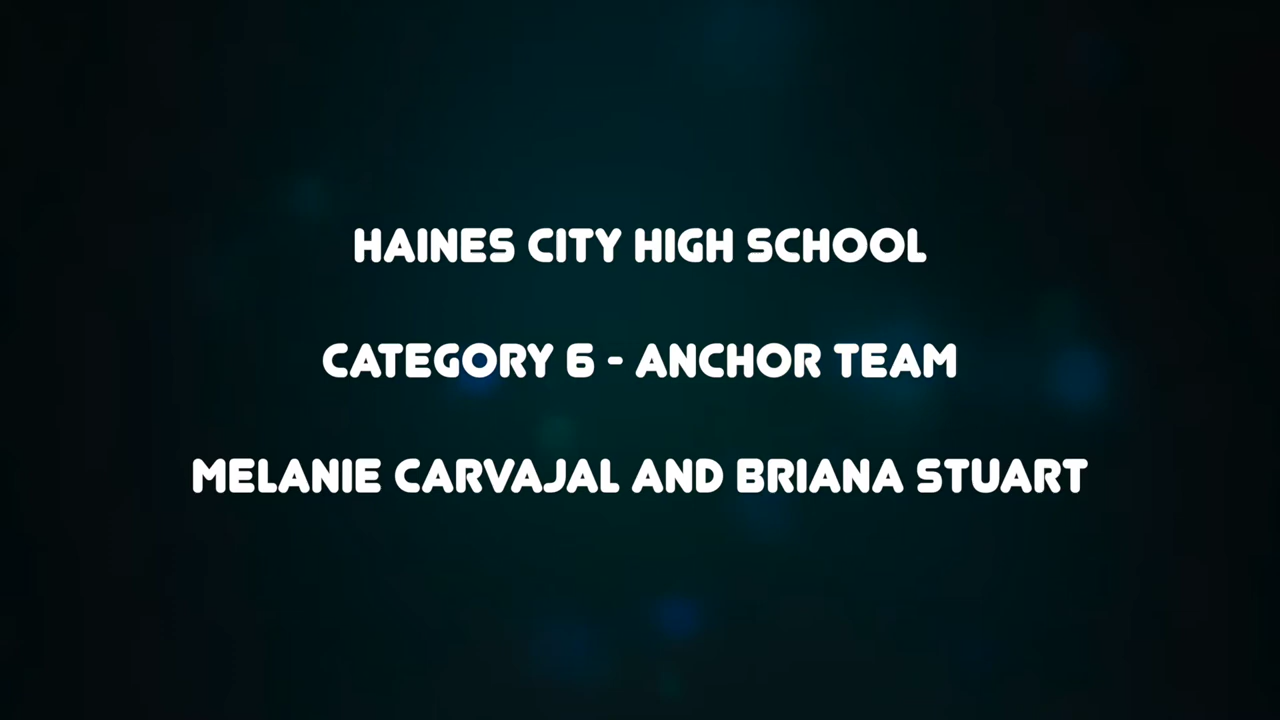 HAINES CITY HIGH SCHOOL
CATEGORY 6 - ANCHOR TEAM
MELANIE CARVAJAL AND BRIANA STUART